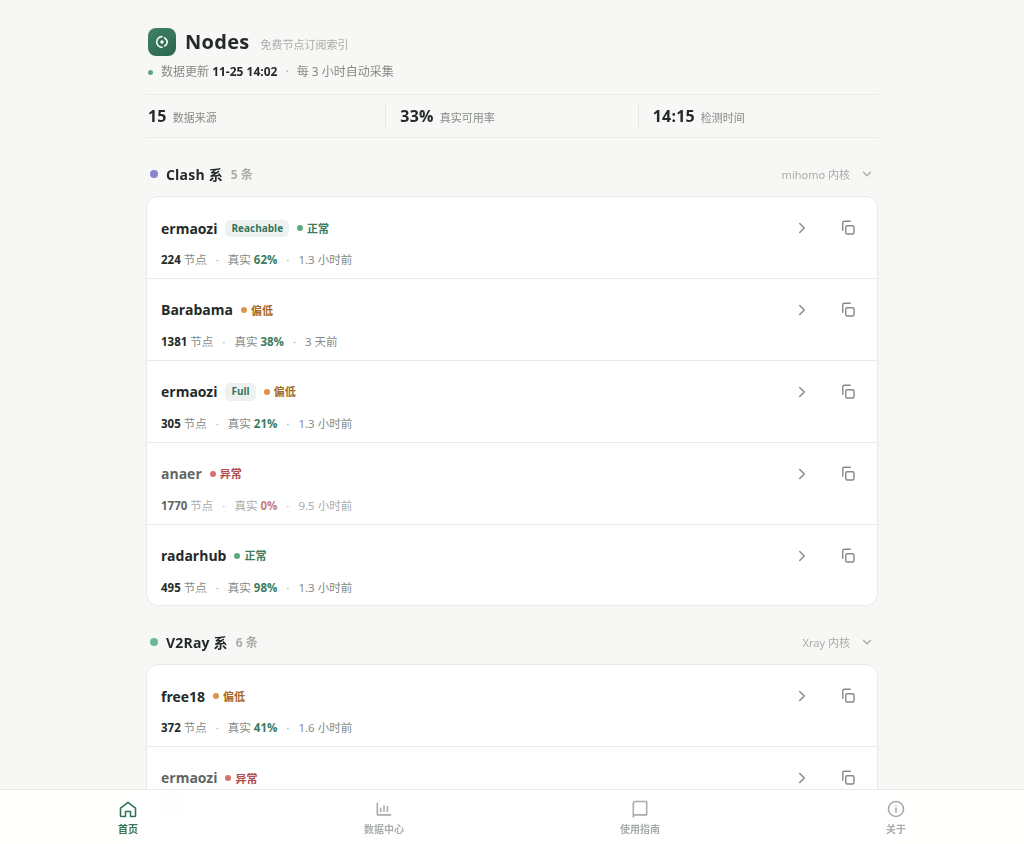 Nodes 免费节点订阅索引
数据更新 11-25 14:02 · 每 3 小时自动采集
15 数据来源 33% 真实可用率 14:15 检测时间
Clash 系 5 条 mihomo 内核
ermaozi Reachable 正常
224 节点 · 真实 62% · 1.3 小时前
Barabama 偏低
1381 节点 · 真实 38% · 3 天前
ermaozi Full 偏低
305 节点 · 真实 21% · 1.3 小时前
anaer 异常
1770 节点 · 真实 0% · 9.5 小时前
radarhub 正常
495 节点 · 真实 98% · 1.3 小时前
V2Ray 系 6 条 Xray 内核
free18 偏低
372 节点 · 真实 41% · 1.6 小时前
ermaozi 异常
首页 数据中心 使用指南 关于